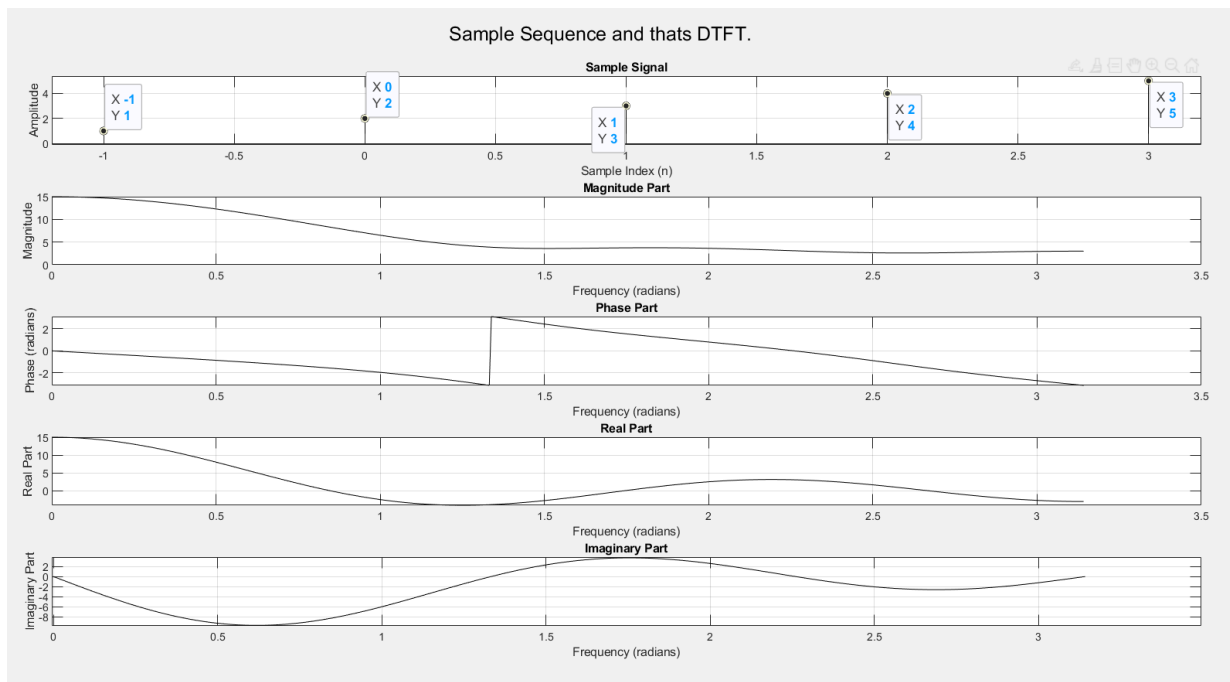 Sample Sequence and thats DTFT.
Sample Signal
Amplitude
4
2
0
X -1
Y 1
X 0
Y 2
X 1
Y 3
X 2
Y 4
X 3
Y 5
-1 -0.5 0 0.5 1 1.5 2 2.5 3
Sample Index (n)
Magnitude Part
Magnitude
15
10
5
0
0 0.5 1 1.5 2 2.5 3 3.5
Frequency (radians)
Phase Part
Phase (radians)
2
0
-2
0 0.5 1 1.5 2 2.5 3 3.5
Frequency (radians)
Real Part
Real Part
15
10
5
0
0 0.5 1 1.5 2 2.5 3 3.5
Frequency (radians)
Imaginary Part
Imaginary Part
2
0
-2
-4
-6
-8
0 0.5 1 1.5 2 2.5 3
Frequency (radians)